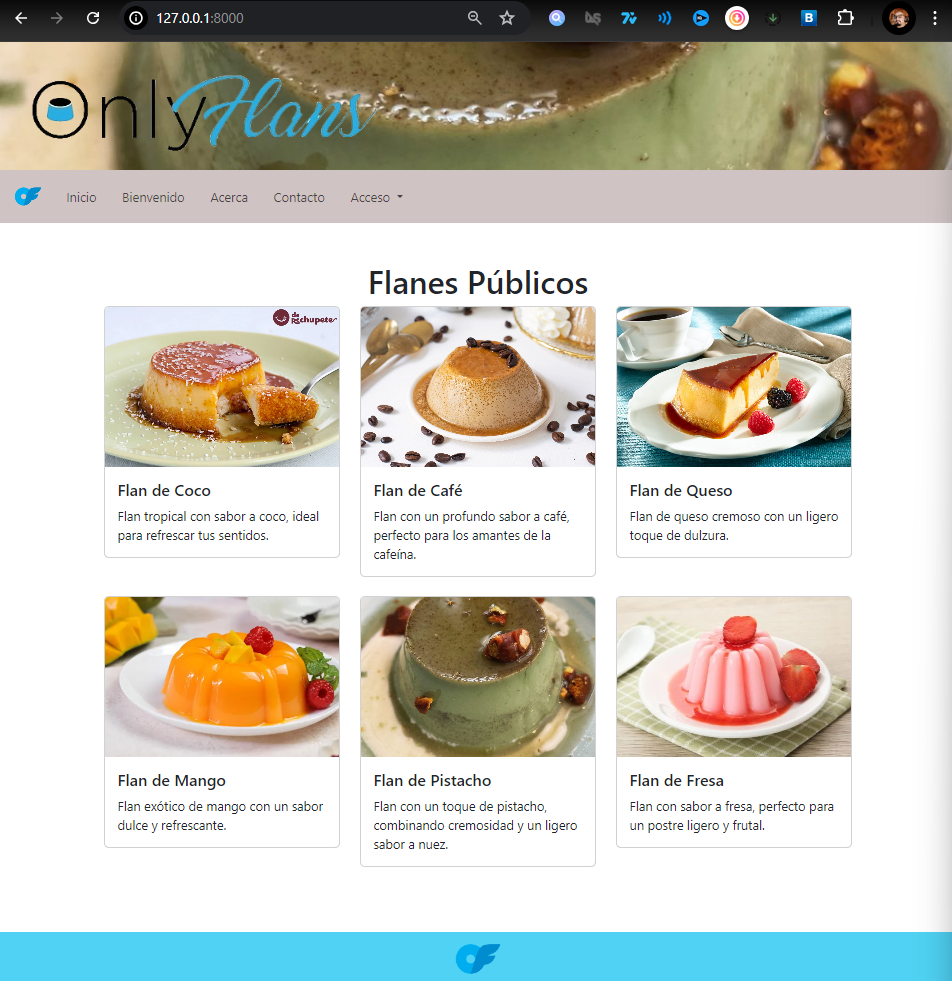 127.0.0.1:8000
OnlyFlans
Inicio Bienvenido Acerca Contacto Acceso
Flanes Públicos
de Rechupete
Flan de Coco
Flan tropical con sabor a coco, ideal
para refrescar tus sentidos.
Flan de Café
Flan con un profundo sabor a café,
perfecto para los amantes de la
cafeína.
Flan de Queso
Flan de queso cremoso con un ligero
toque de dulzura.
Flan de Mango
Flan exótico de mango con un sabor
dulce y refrescante.
Flan de Pistacho
Flan con un toque de pistacho,
combinando cremosidad y un ligero
sabor a nuez.
Flan de Fresa
Flan con sabor a fresa, perfecto para
un postre ligero y frutal.